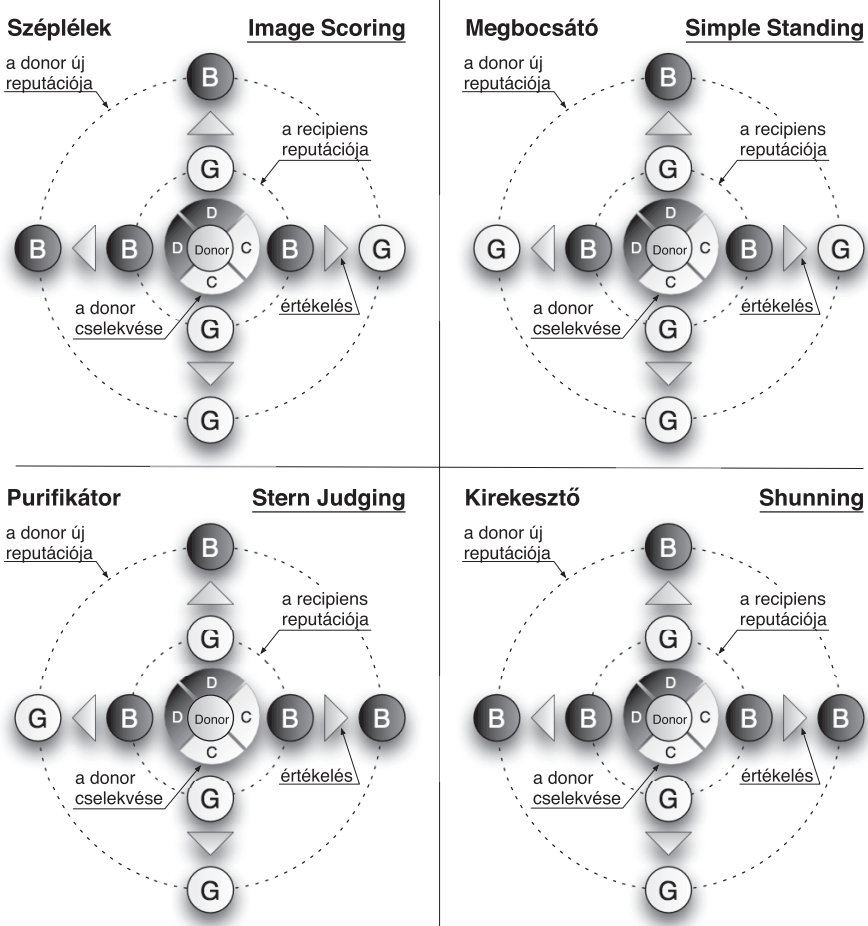 Széplélek Image Scoring
a donor új
reputációja
B
a recipiens
reputációja
G
D
B B D Donor C B G
C
a donor
cselekvése
értékelés
G
G
Megbocsátó Simple Standing
a donor új
reputációja
B
a recipiens
reputációja
G
D
G B D Donor C B G
C
a donor
cselekvése
értékelés
G
G
Purifikátor Stern Judging
a donor új
reputációja
B
a recipiens
reputációja
G
D
G B D Donor C B B
C
a donor
cselekvése
értékelés
G
G
Kirekesztő Shunning
a donor új
reputációja
B
a recipiens
reputációja
G
D
B B D Donor C B B
C
a donor
cselekvése
értékelés
G
G